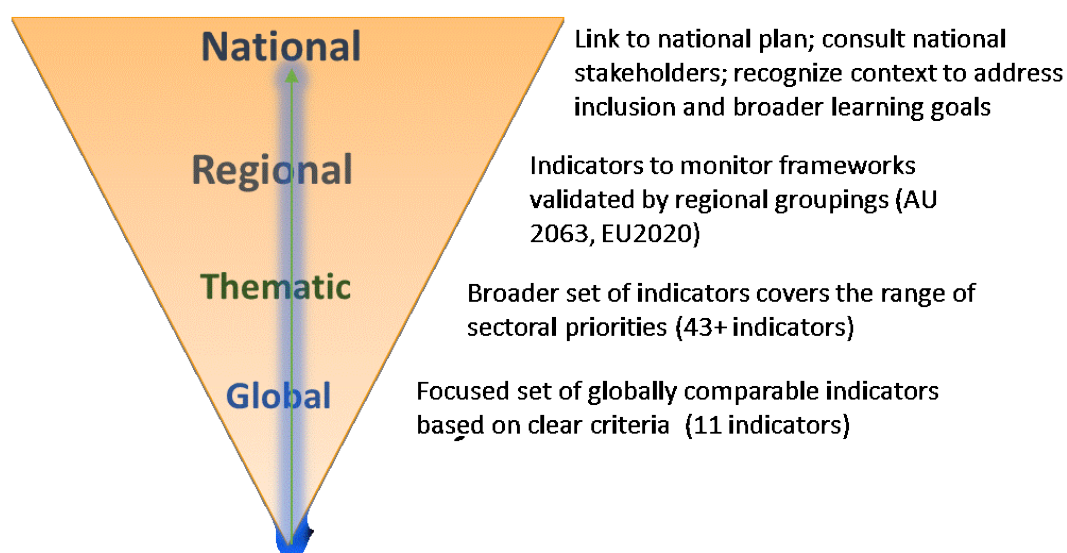 National
Link to national plan; consult national
stakeholders; recognize context to address
inclusion and broader learning goals
Regional
Indicators to monitor frameworks
validated by regional groupings (AU
2063, EU2020)
Thematic
Broader set of indicators covers the range of
sectoral priorities (43+ indicators)
Global
Focused set of globally comparable indicators
based on clear criteria  (11 indicators)